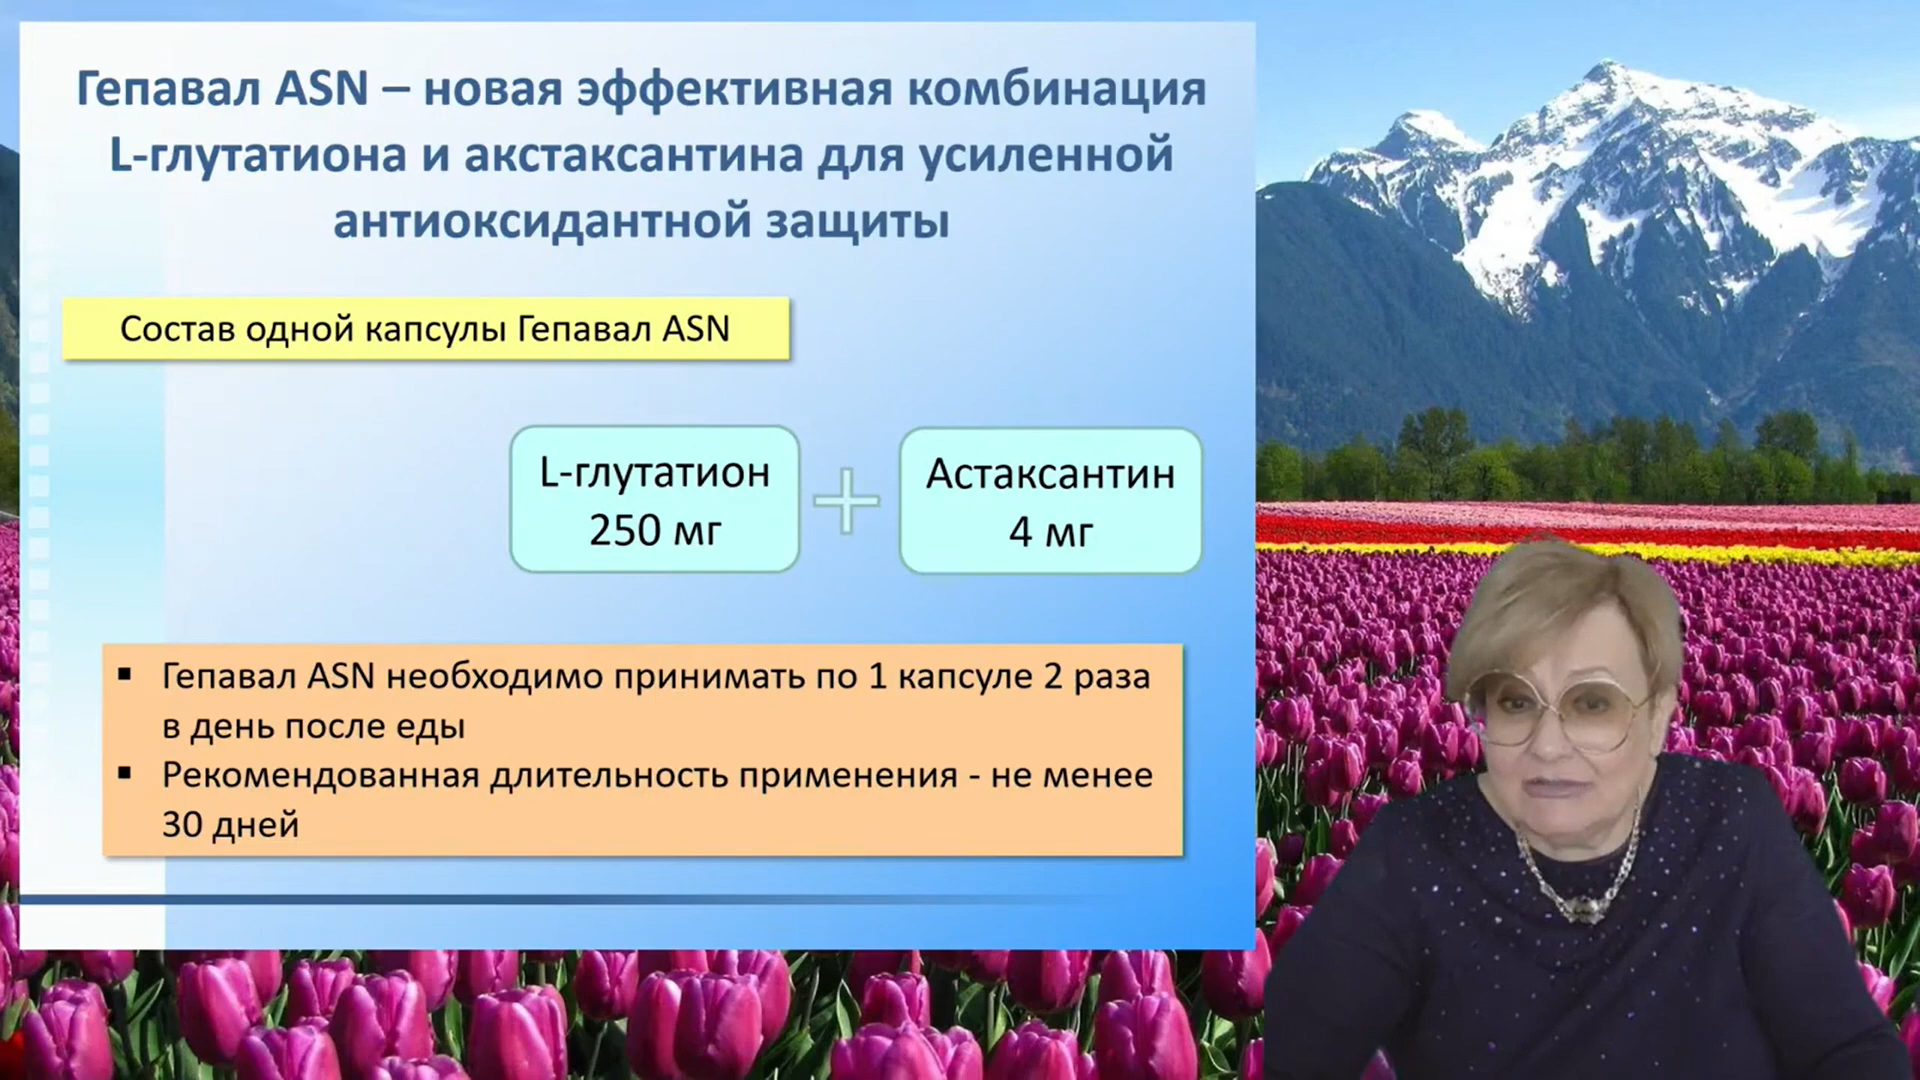 Гепавал ASN – новая эффективная комбинация
L-глутатиона и акстаксантина для усиленной
антиоксидантной защиты
Состав одной капсулы Гепавал ASN
L-глутатион
250 мг
Астаксантин
4 мг
▪ Гепавал ASN необходимо принимать по 1 капсуле 2 раза
в день после еды
▪ Рекомендованная длительность применения - не менее
30 дней